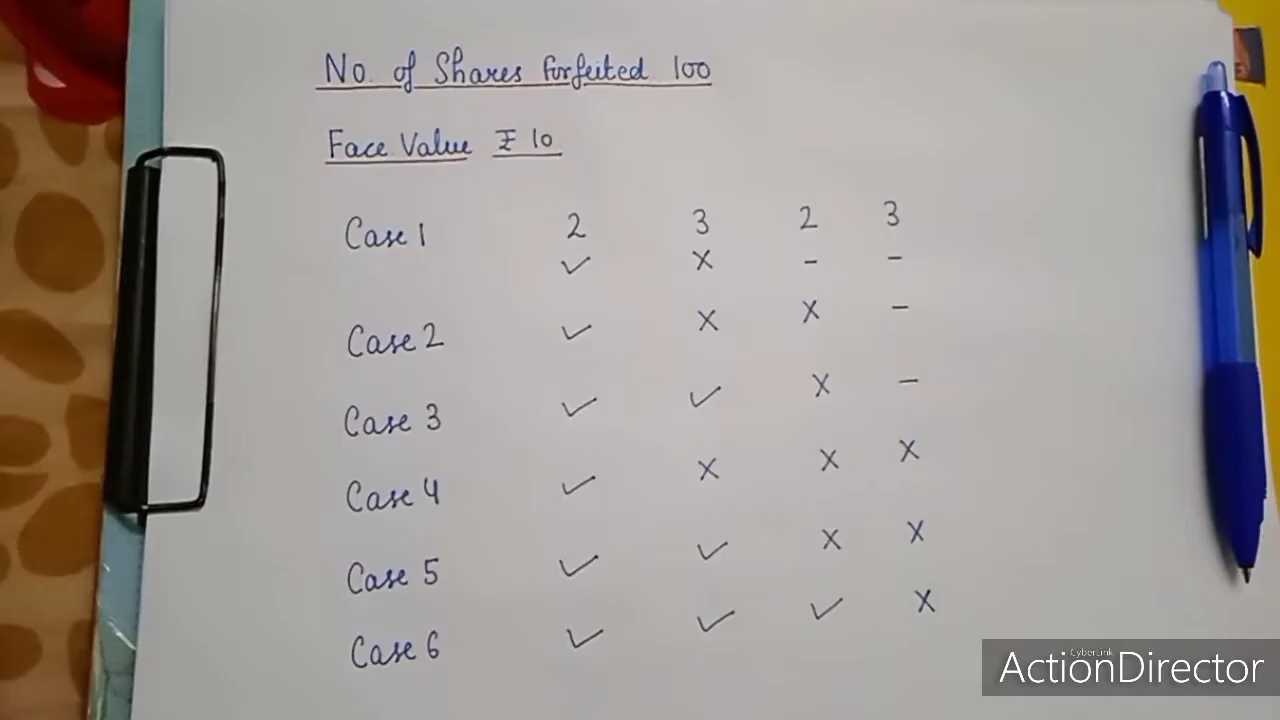 No. of Shares forfeited 100
Face Value ₹ 10
Case 1 2 3 2 3
✓ X - -
Case 2 ✓ X X -
Case 3 ✓ ✓ X -
Case 4 ✓ X X X
Case 5 ✓ ✓ X X
Case 6 ✓ ✓ ✓ X
CyberLink
ActionDirector